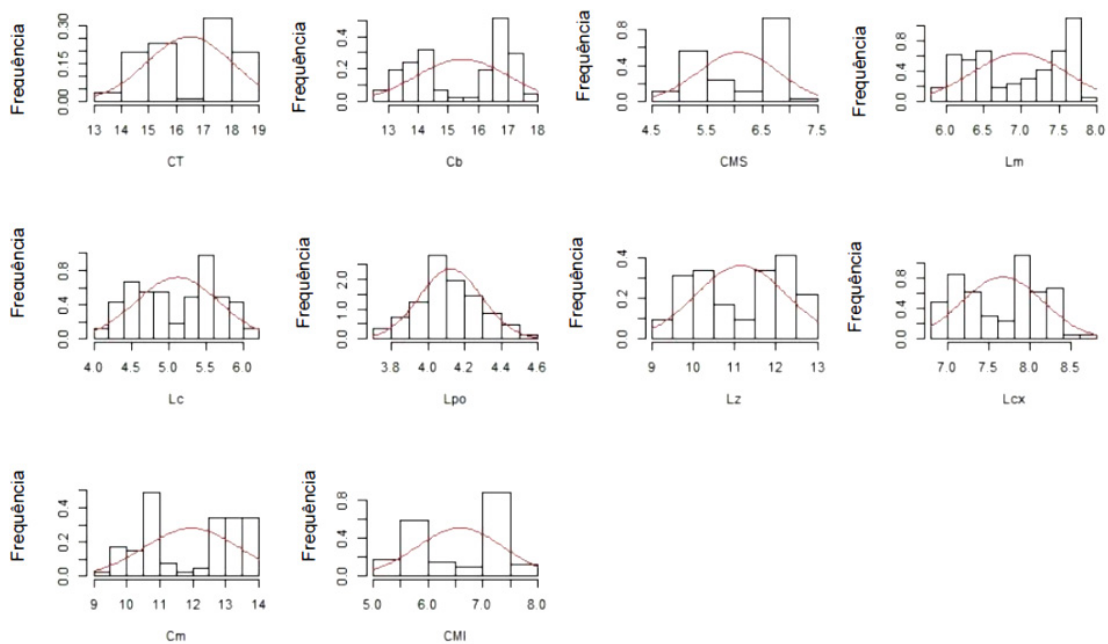 Frequência
0.00 0.15 0.30
13 14 15 16 17 18 19
CT
Frequência
0.0 0.2 0.4
13 14 15 16 17 18
Cb
Frequência
0.0 0.4 0.8
4.5 5.5 6.5 7.5
CMS
Frequência
0.0 0.4 0.8
6.0 6.5 7.0 7.5 8.0
Lm
Frequência
0.0 0.4 0.8
4.0 4.5 5.0 5.5 6.0
Lc
Frequência
0.0 1.0 2.0
3.8 4.0 4.2 4.4 4.6
Lpo
Frequência
0.0 0.2 0.4
9 10 11 12 13
Lz
Frequência
0.0 0.4 0.8
7.0 7.5 8.0 8.5
Lcx
Frequência
0.0 0.2 0.4
9 10 11 12 13 14
Cm
Frequência
0.0 0.4 0.8
5.0 6.0 7.0 8.0
CMI